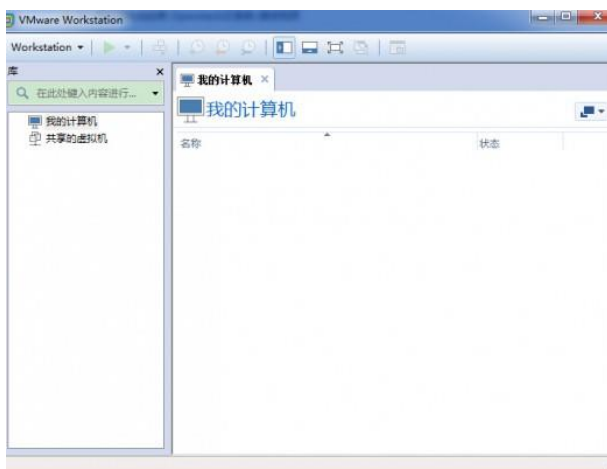 VMware Workstation
Workstation
库
在此处键入内容进行...
我的计算机
共享的虚拟机
我的计算机
我的计算机
名称
状态